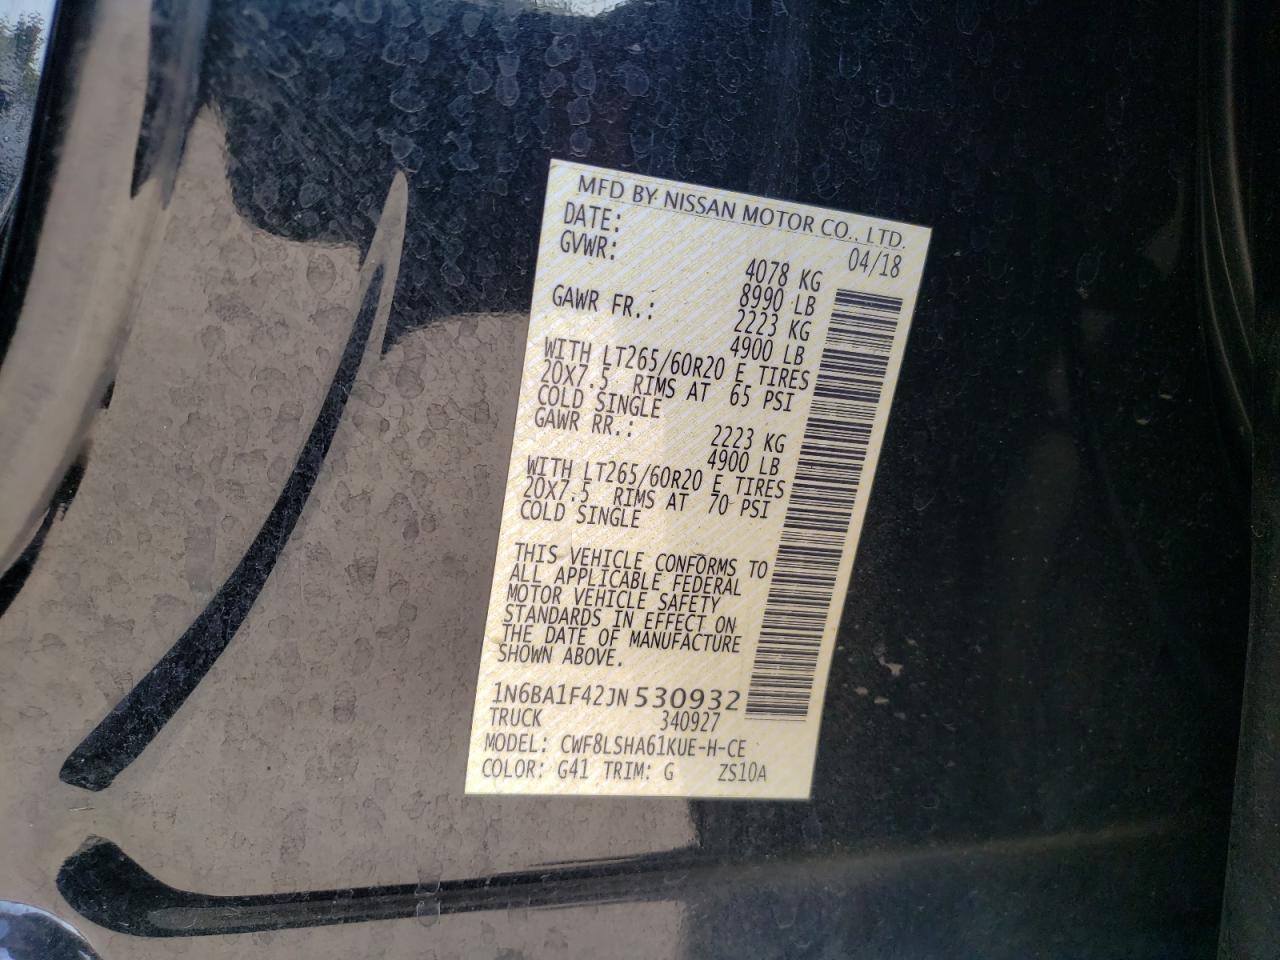 MFD BY NISSAN MOTOR CO., LTD.
DATE: 04/18
GVWR: 4078 KG
8990 LB
GAWR FR.: 2223 KG
4900 LB
WITH LT265/60R20 E TIRES
20X7.5 RIMS AT 65 PSI
COLD SINGLE
GAWR RR.: 2223 KG
4900 LB
WITH LT265/60R20 E TIRES
20X7.5 RIMS AT 70 PSI
COLD SINGLE
THIS VEHICLE CONFORMS TO
ALL APPLICABLE FEDERAL
MOTOR VEHICLE SAFETY
STANDARDS IN EFFECT ON
THE DATE OF MANUFACTURE
SHOWN ABOVE.
1N6BA1F42JN530932
TRUCK 340927
MODEL: CWF8LSHA61KUE-H-CE
COLOR: G41 TRIM: G ZS10A